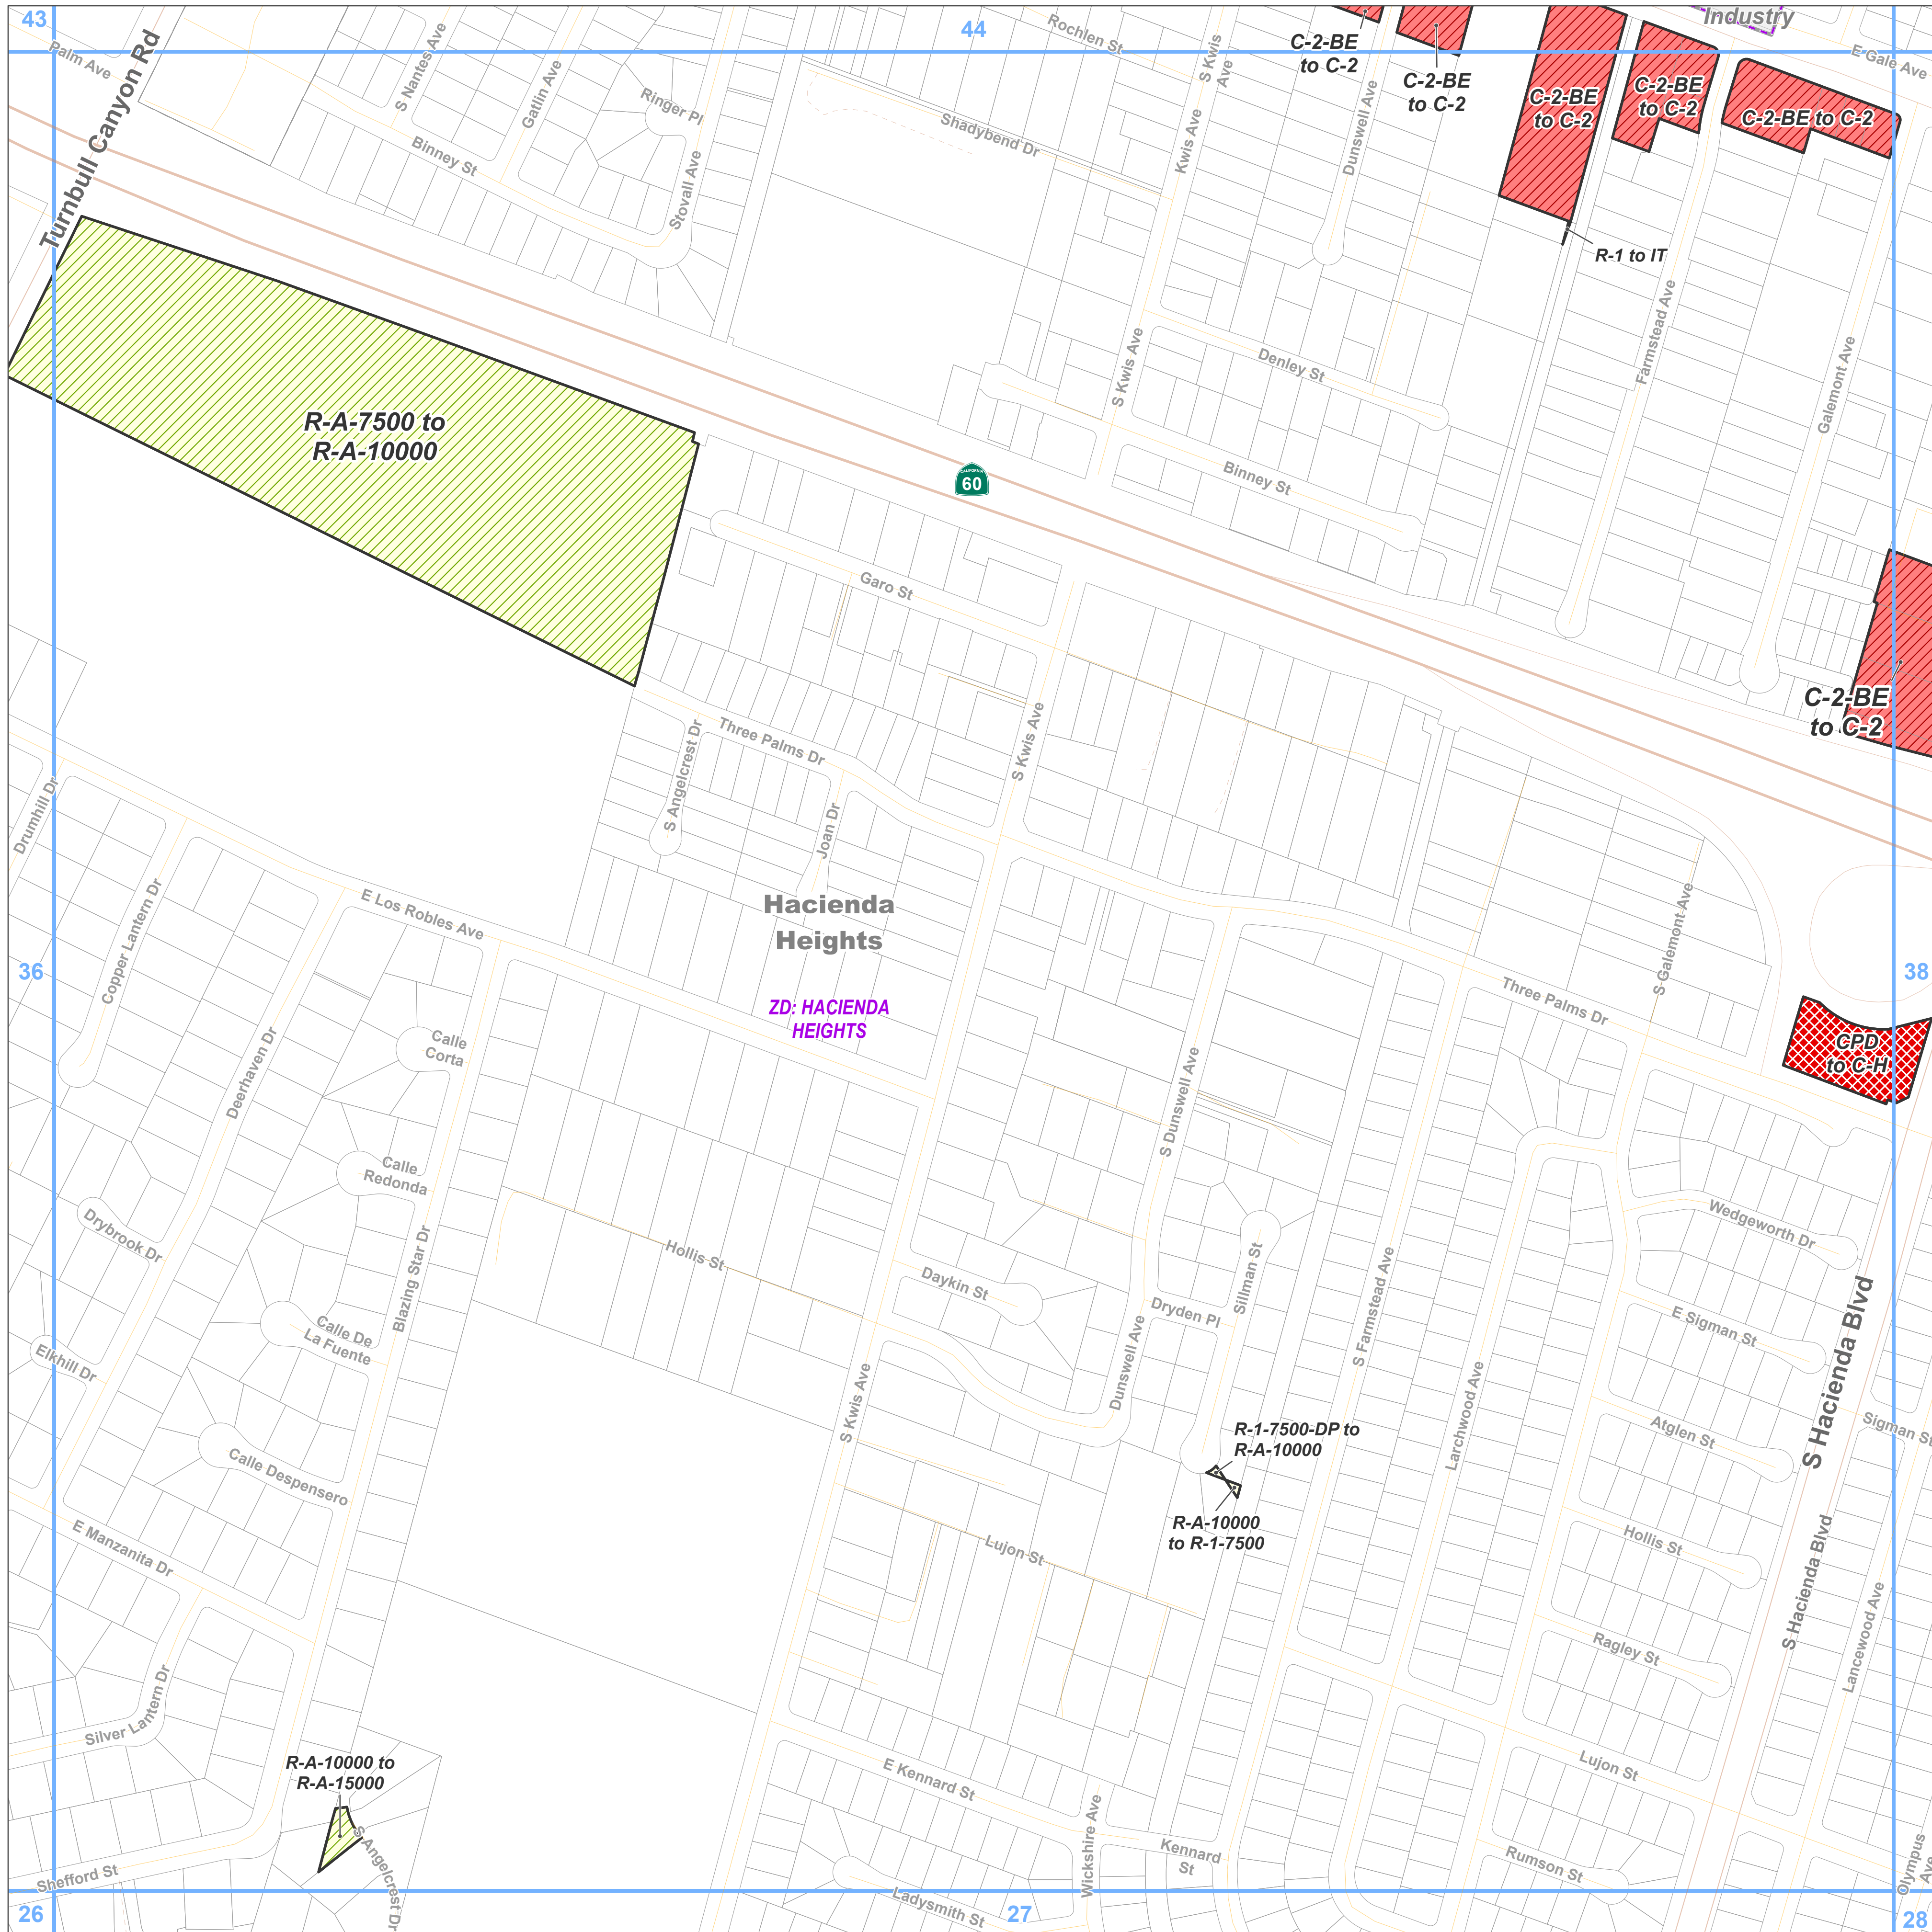 43
44
Industry
Palm Ave
Turnbull Canyon Rd
S Nantes Ave
Gatlin Ave
Ringer Pl
Binney St
Stovall Ave
Rochlen St
S Kwis
Ave
Shadybend Dr
Kwis Ave
Dunswell Ave
C-2-BE
to C-2
C-2-BE
to C-2
C-2-BE
to C-2
C-2-BE
to C-2
C-2-BE to C-2
E Gale Ave
R-1 to IT
Farmstead Ave
Galemont Ave
S Kwis Ave
Denley St
Binney St
R-A-7500 to
R-A-10000
CALIFORNIA
60
Garo St
C-2-BE
to C-2
Three Palms Dr
S Angelcrest Dr
Joan Dr
S Kwis Ave
Drumhill Dr
Copper Lantern Dr
E Los Robles Ave
Hacienda
Heights
ZD: HACIENDA
HEIGHTS
S Galemont Ave
Three Palms Dr
36
38
CPD
to C-H
Calle
Corta
Deerhaven Dr
Calle
Redonda
S Dunswell Ave
Drybrook Dr
Blazing Star Dr
Hollis St
Daykin St
Sillman St
Dryden Pl
S Farmstead Ave
Wedgeworth Dr
E Sigman St
S Hacienda Blvd
Calle De
La Fuente
Elkhill Dr
Dunswell Ave
S Kwis Ave
Larchwood Ave
Atglen St
Sigman St
Calle Despensero
R-1-7500-DP to
R-A-10000
R-A-10000
to R-1-7500
E Manzanita Dr
Lujon St
Hollis St
S Hacienda Blvd
Lancewood Ave
Ragley St
Silver Lantern Dr
R-A-10000 to
R-A-15000
S Angelcrest Dr
Shefford St
E Kennard St
Wickshire Ave
Kennard
St
Lujon St
Rumson St
Olympus
Ave
Ladysmith St
26
27
28